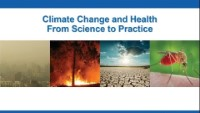 Climate Change and Health
From Science to Practice